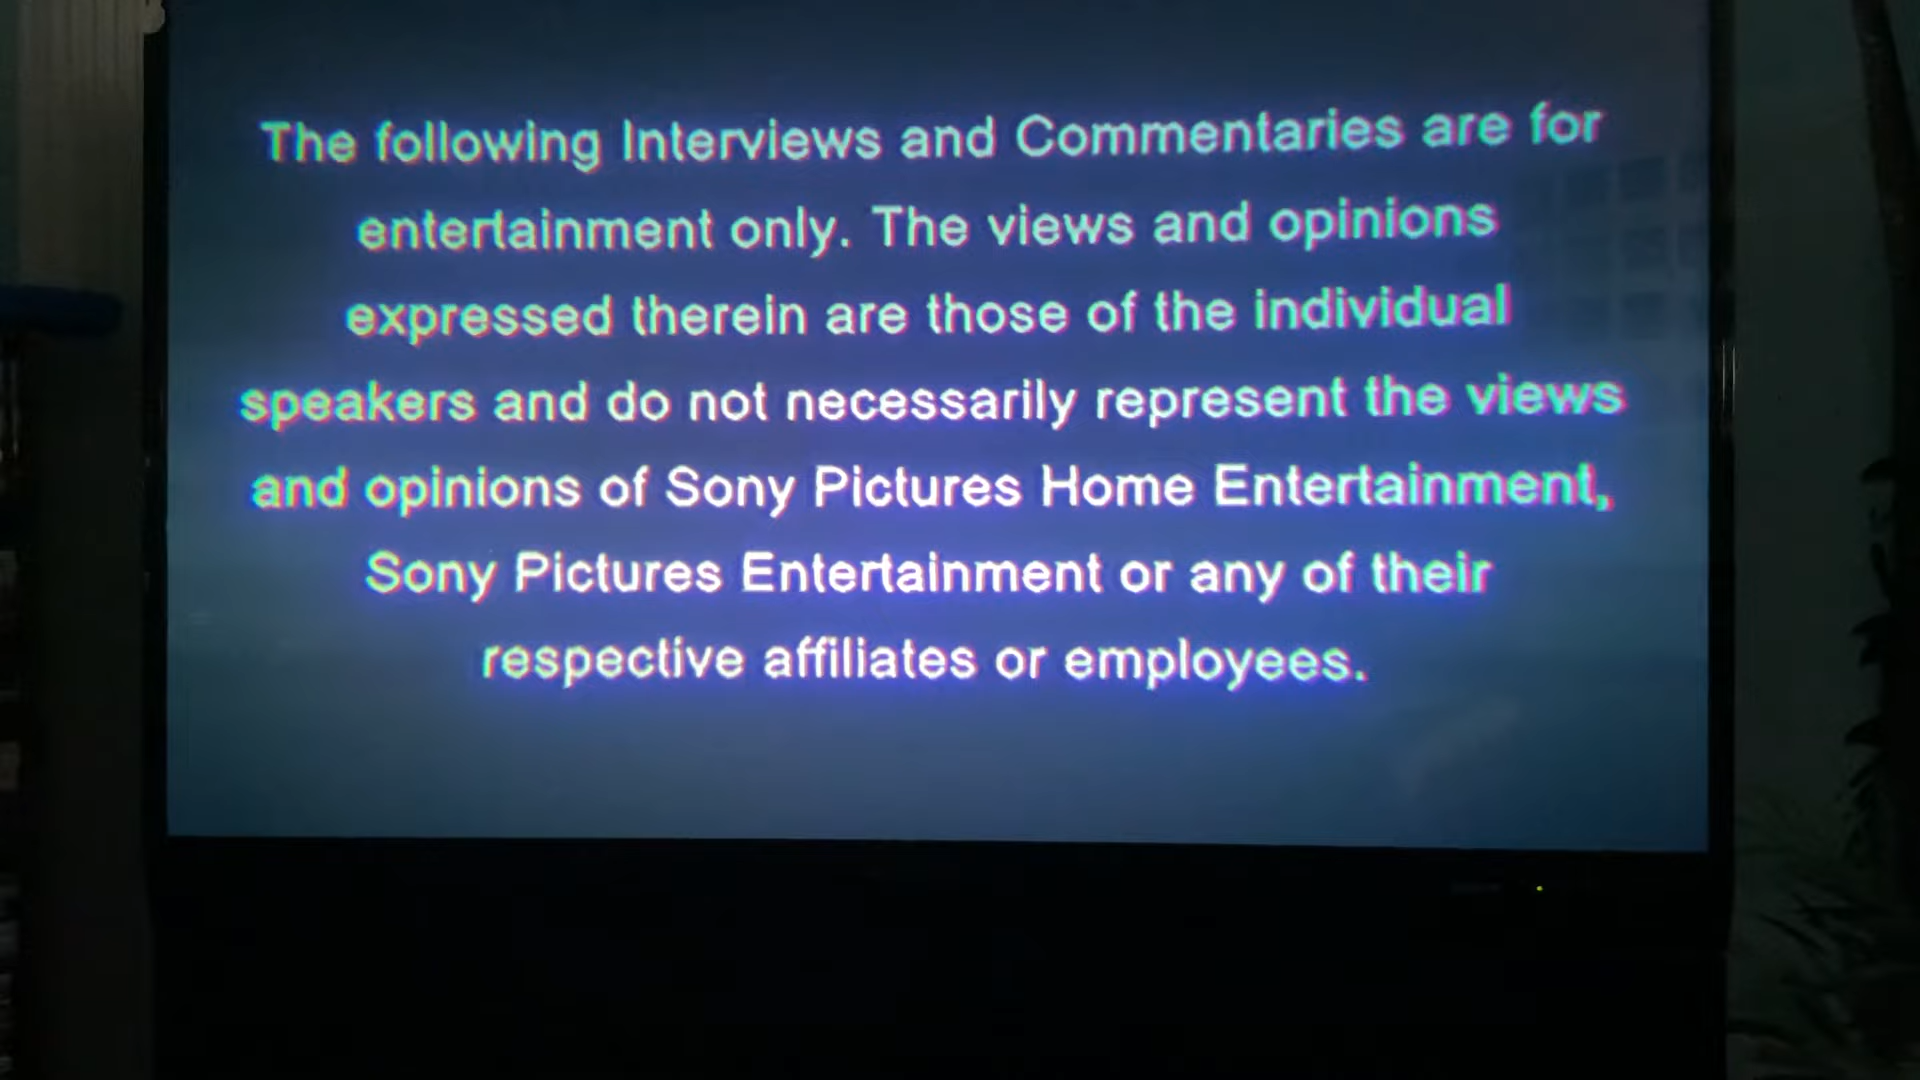 The following Interviews and Commentaries are for
entertainment only. The views and opinions
expressed therein are those of the individual
speakers and do not necessarily represent the views
and opinions of Sony Pictures Home Entertainment,
Sony Pictures Entertainment or any of their
respective affiliates or employees.